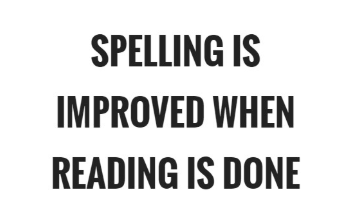 SPELLING IS
IMPROVED WHEN
READING IS DONE